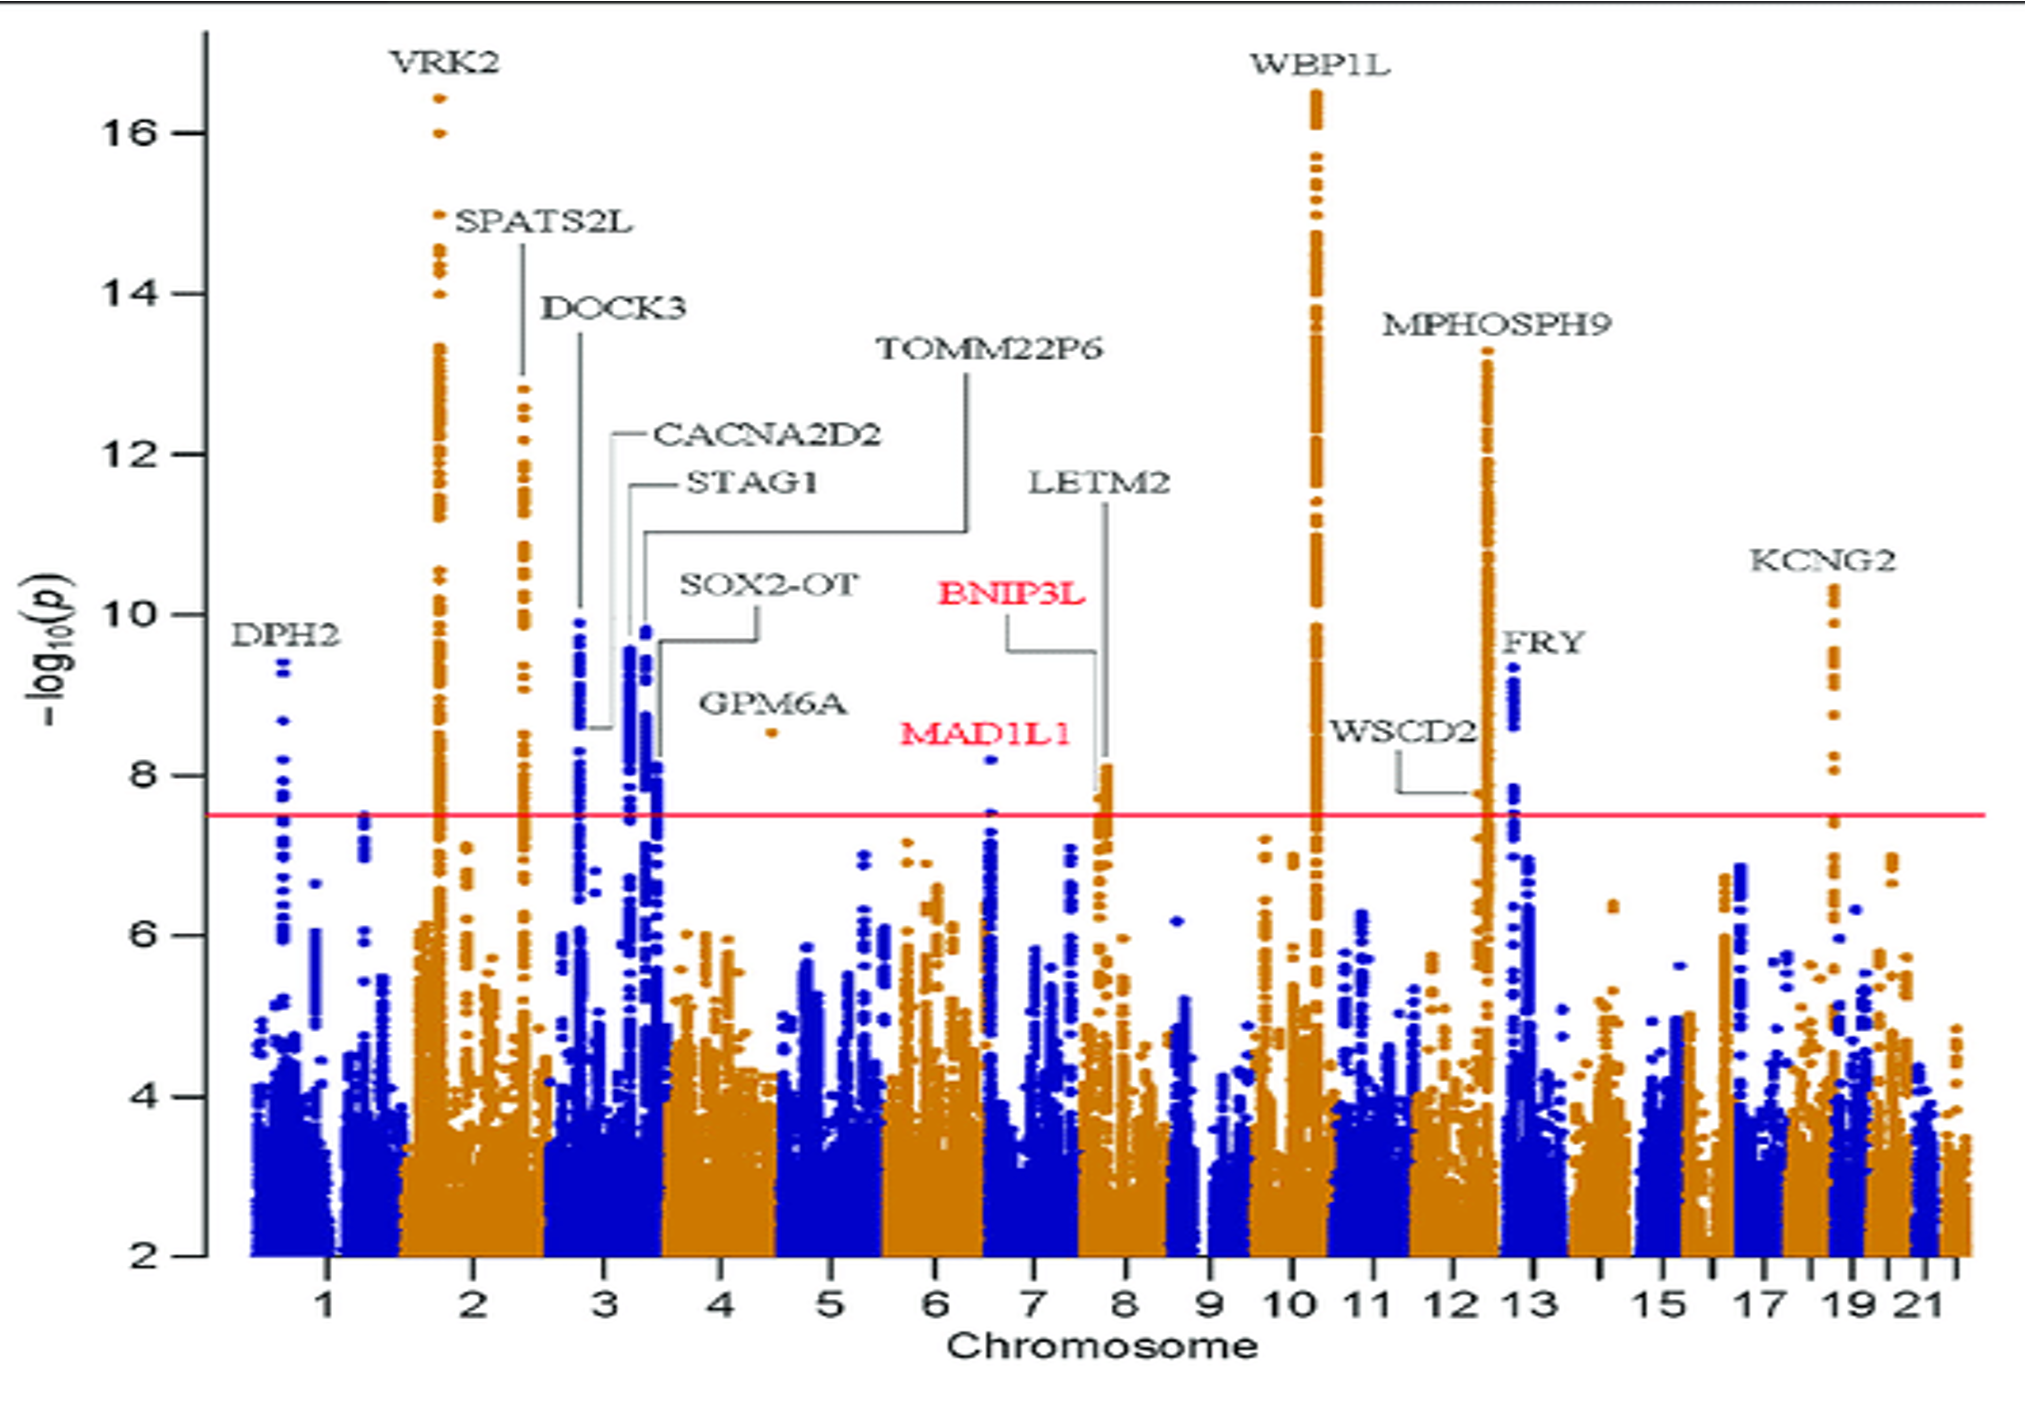 VRK2
WBP1L
16
SPATS2L
14
DOCK3
MPHOSPH9
TOMM22P6
12
CACNA2D2
STAG1
LETM2
KCNG2
SOX2-OT
BNIP3L
10
DPH2
FRY
GPM6A
MAD1L1
WSCD2
8
6
4
2
−log10(p)
1 2 3 4 5 6 7 8 9 10 11 12 13 15 17 19 21
Chromosome